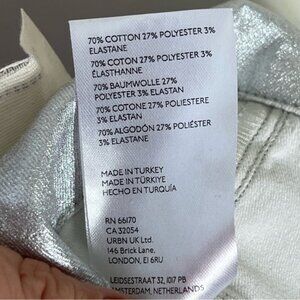 70% COTTON 27% POLYESTER 3%
ELASTANE
70% COTON 27% POLYESTER 3%
ÉLASTHANNE
70% BAUMWOLLE 27%
POLYESTER 3% ELASTAN
70% COTONE 27% POLIESTERE
3% ELASTAN
70% ALGODÓN 27% POLIÉSTER
3% ELASTANE
MADE IN TURKEY
MADE IN TÜRKIYE
HECHO EN TURQUÍA
RN 66170
CA 32054
URBN UK Ltd.
146 Brick Lane,
LONDON, E1 6RU
LEIDSESTRAAT 32, 1017 PB
AMSTERDAM, NETHERLANDS